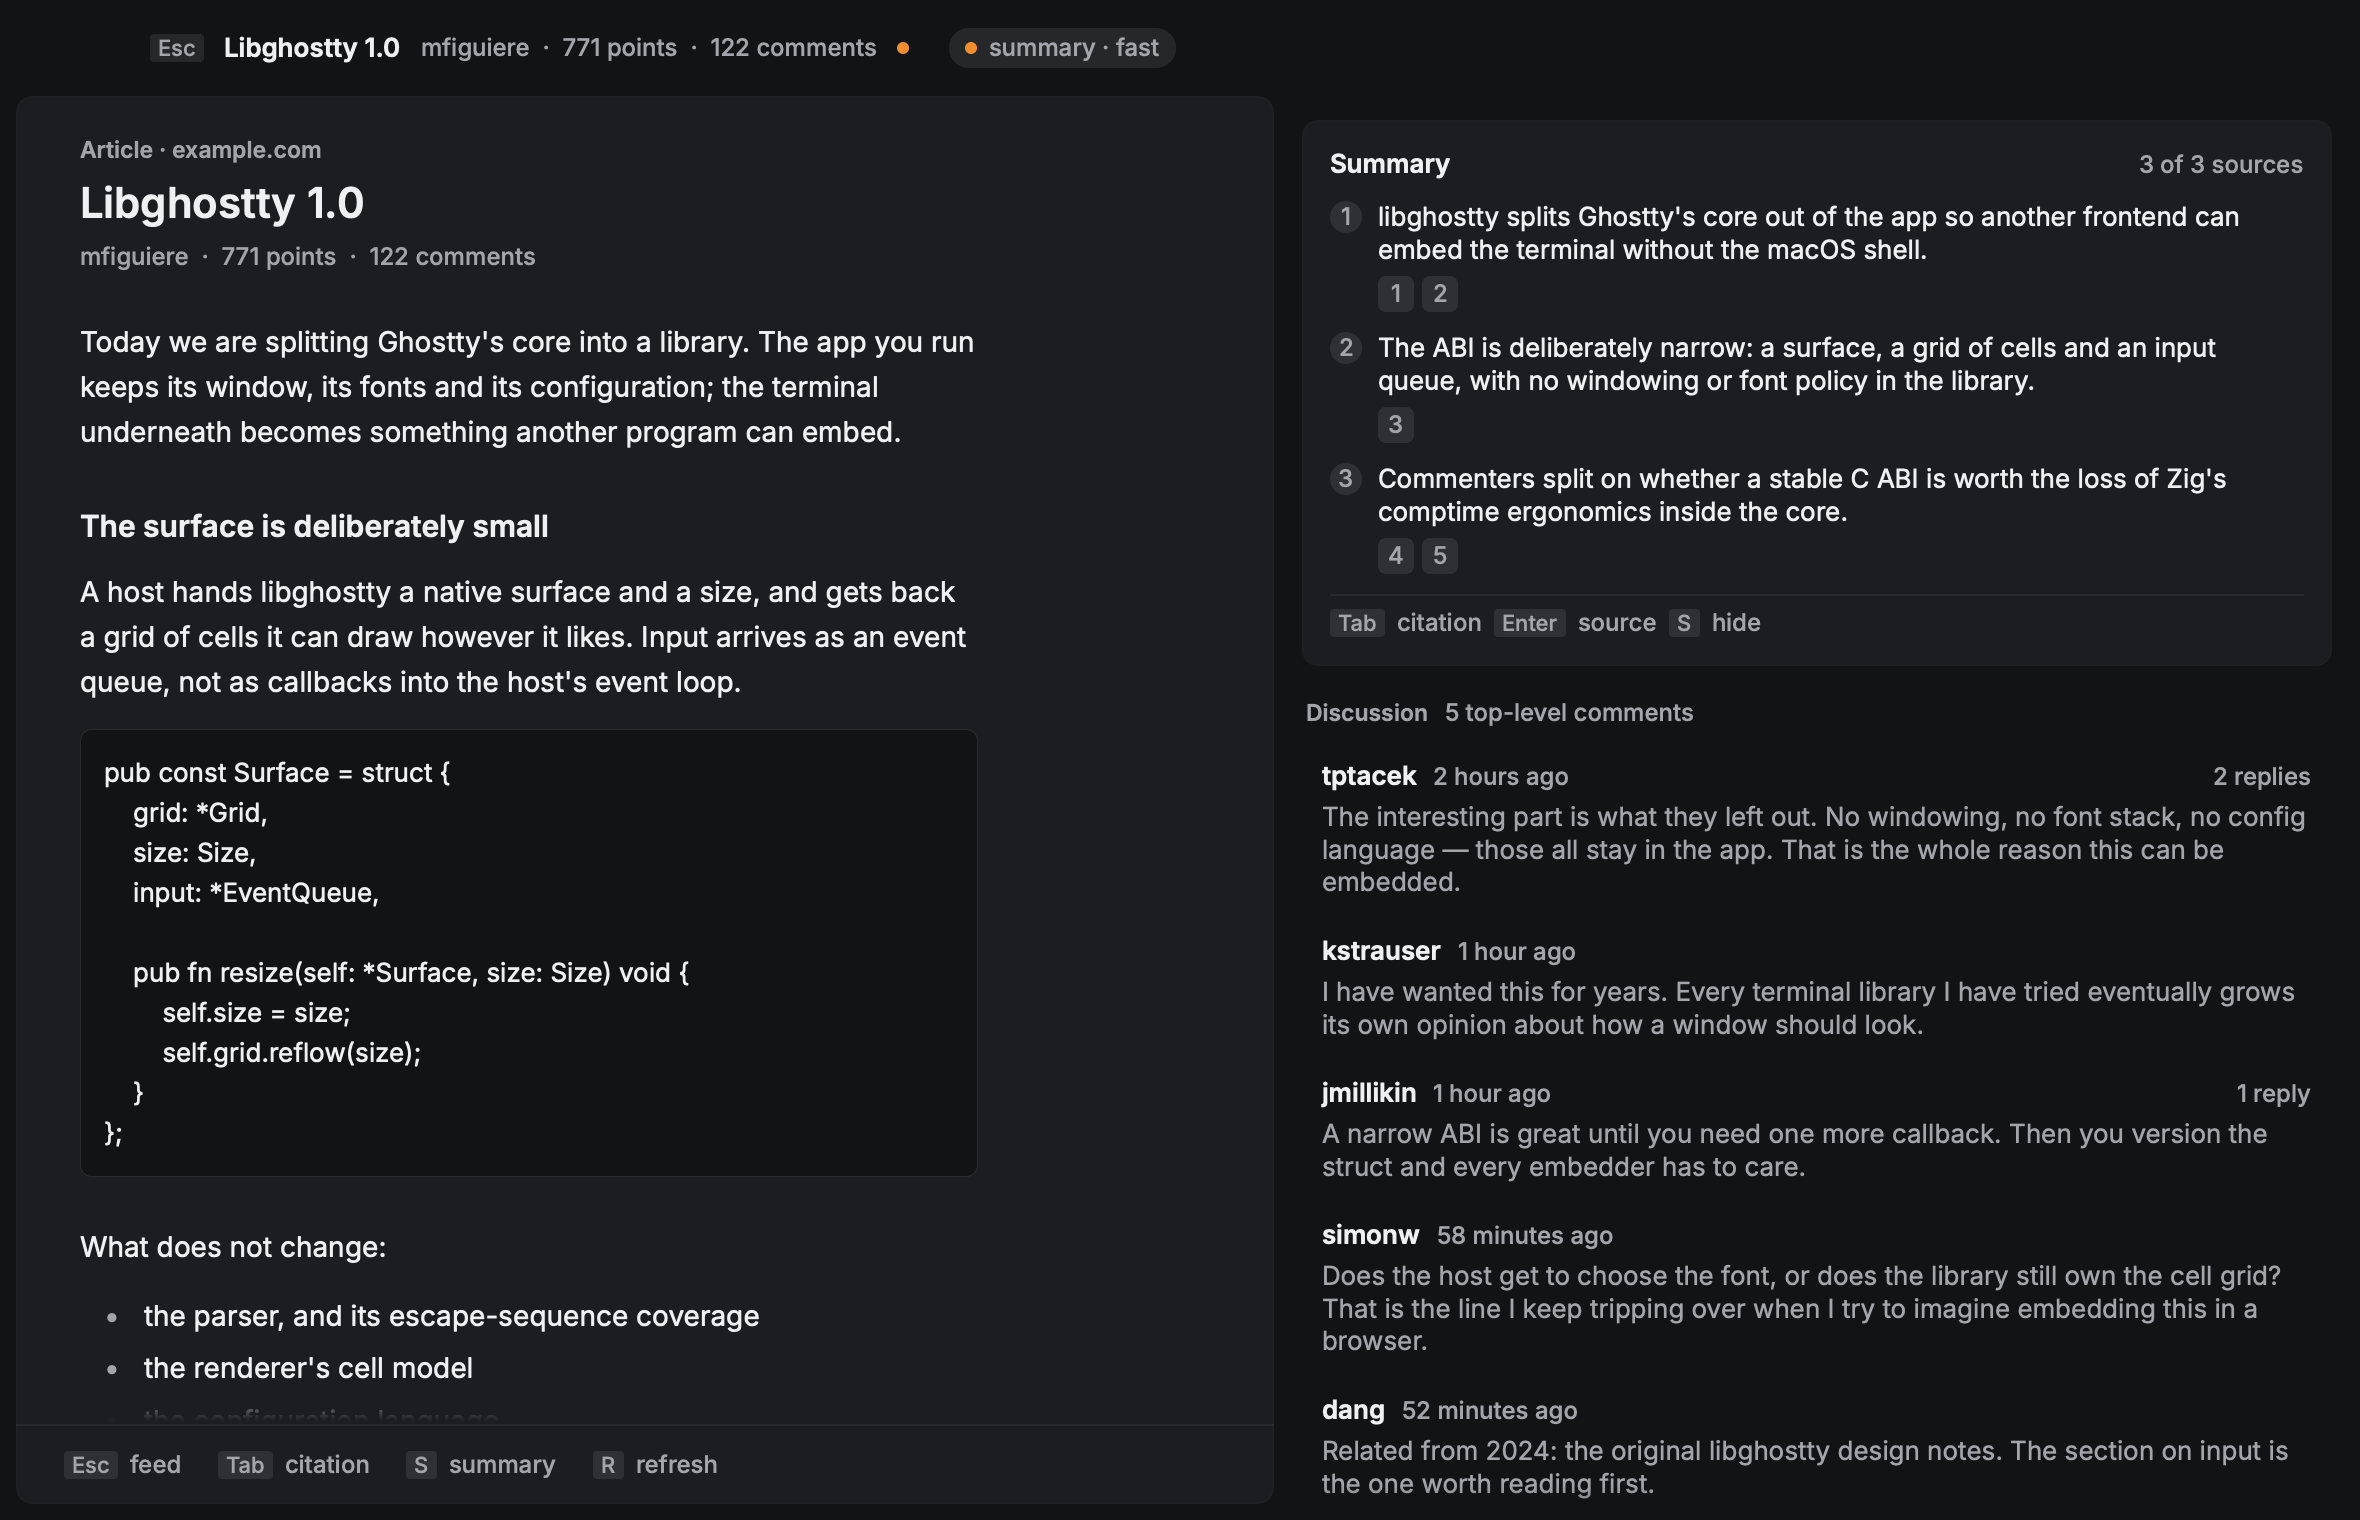 Esc Libghostty 1.0 mfiguiere · 771 points · 122 comments summary · fast
Article · example.com
Libghostty 1.0
mfiguiere · 771 points · 122 comments
Today we are splitting Ghostty's core into a library. The app you run
keeps its window, its fonts and its configuration; the terminal
underneath becomes something another program can embed.
The surface is deliberately small
A host hands libghostty a native surface and a size, and gets back
a grid of cells it can draw however it likes. Input arrives as an event
queue, not as callbacks into the host's event loop.
pub const Surface = struct {
    grid: *Grid,
    size: Size,
    input: *EventQueue,

    pub fn resize(self: *Surface, size: Size) void {
        self.size = size;
        self.grid.reflow(size);
    }
};
What does not change:
• the parser, and its escape-sequence coverage
• the renderer's cell model
• the configuration language
Esc feed Tab citation S summary R refresh
Summary 3 of 3 sources
1 libghostty splits Ghostty's core out of the app so another frontend can
embed the terminal without the macOS shell.
1 2
2 The ABI is deliberately narrow: a surface, a grid of cells and an input
queue, with no windowing or font policy in the library.
3
3 Commenters split on whether a stable C ABI is worth the loss of Zig's
comptime ergonomics inside the core.
4 5
Tab citation Enter source S hide
Discussion 5 top-level comments
tptacek 2 hours ago 2 replies
The interesting part is what they left out. No windowing, no font stack, no config
language — those all stay in the app. That is the whole reason this can be
embedded.
kstrauser 1 hour ago
I have wanted this for years. Every terminal library I have tried eventually grows
its own opinion about how a window should look.
jmillikin 1 hour ago 1 reply
A narrow ABI is great until you need one more callback. Then you version the
struct and every embedder has to care.
simonw 58 minutes ago
Does the host get to choose the font, or does the library still own the cell grid?
That is the line I keep tripping over when I try to imagine embedding this in a
browser.
dang 52 minutes ago
Related from 2024: the original libghostty design notes. The section on input is
the one worth reading first.